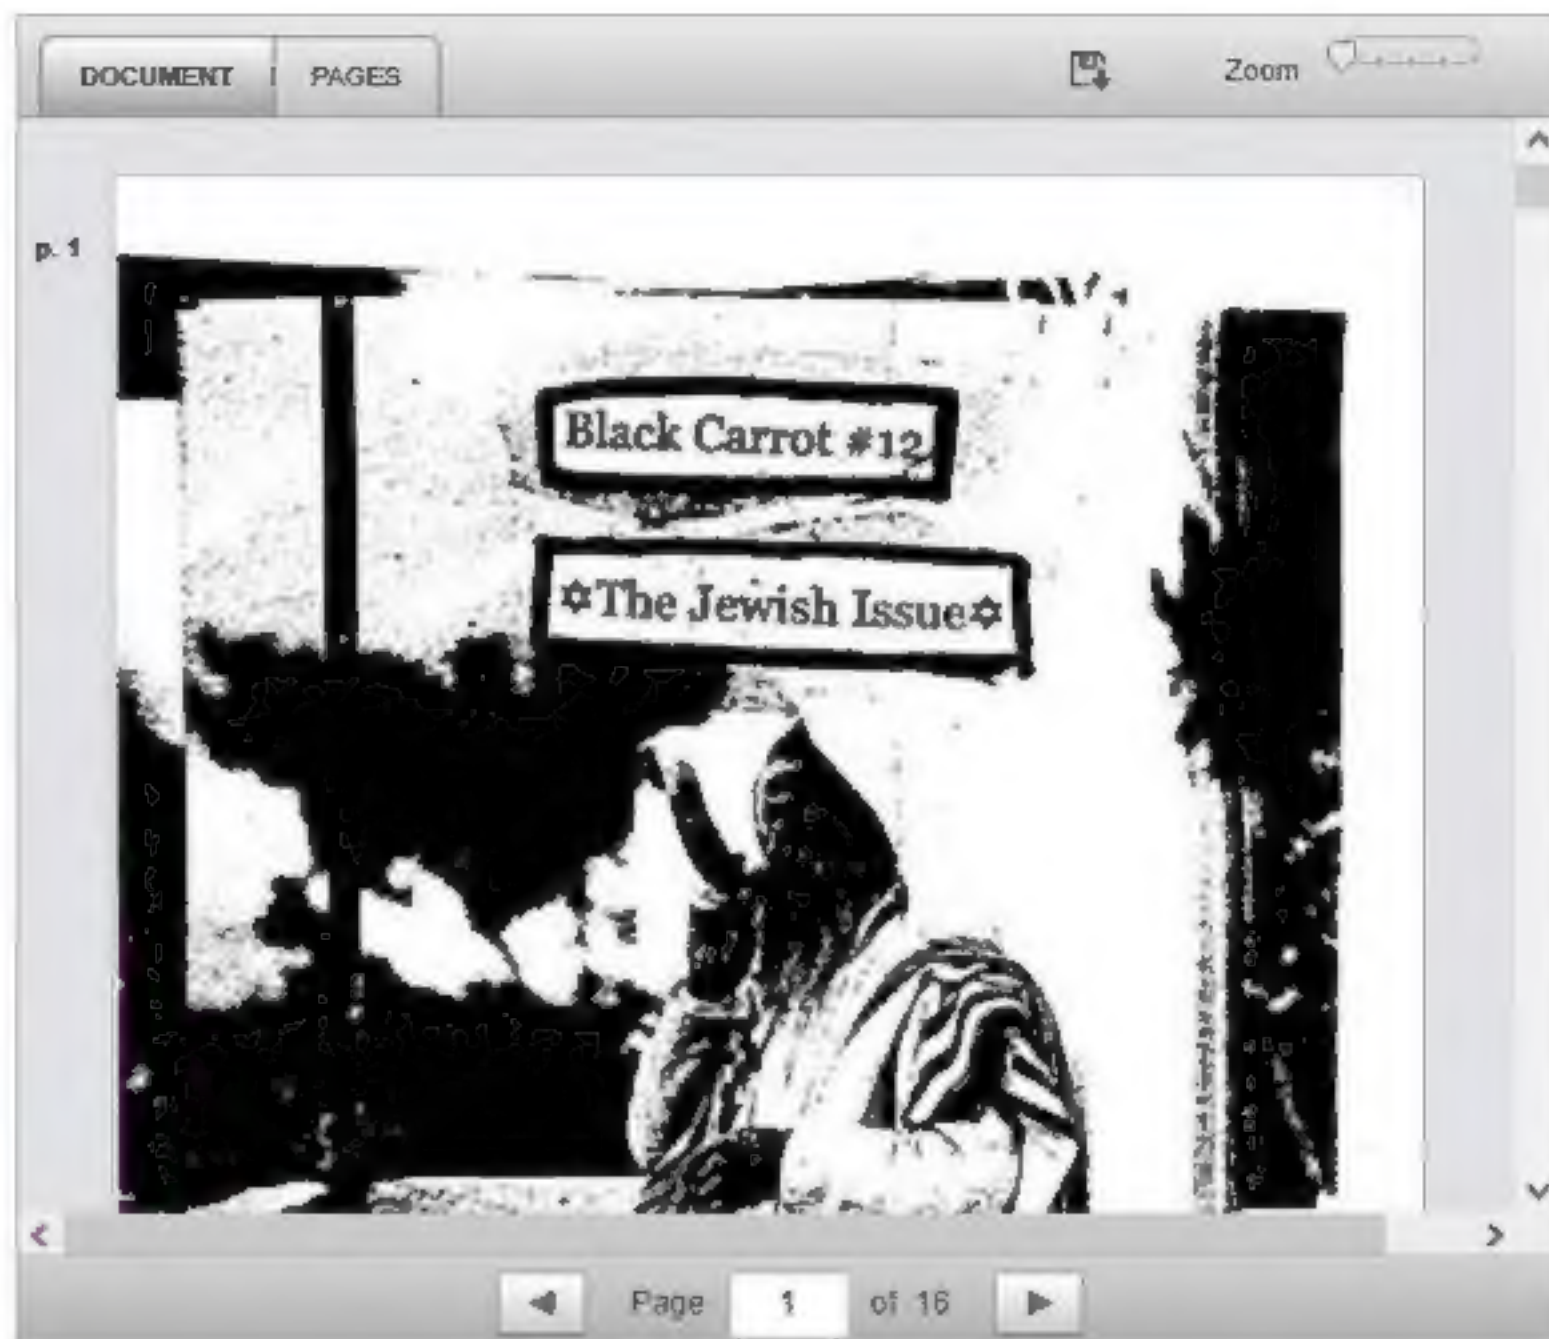 DOCUMENT PAGES Zoom
p. 1
Black Carrot #12
✡The Jewish Issue✡
Page 1 of 16